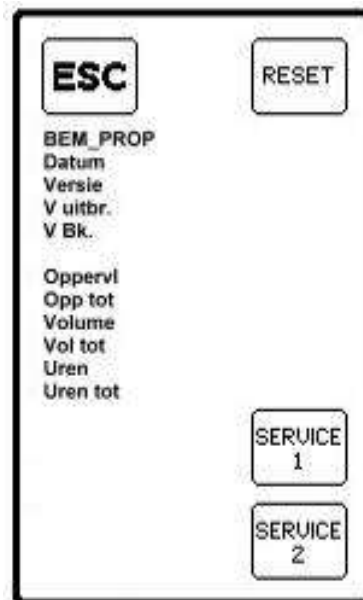 ESC
RESET
BEM_PROP
Datum
Versie
V uitbr.
V Bk.
Oppervl
Opp tot
Volume
Vol tot
Uren
Uren tot
SERVICE
1
SERVICE
2